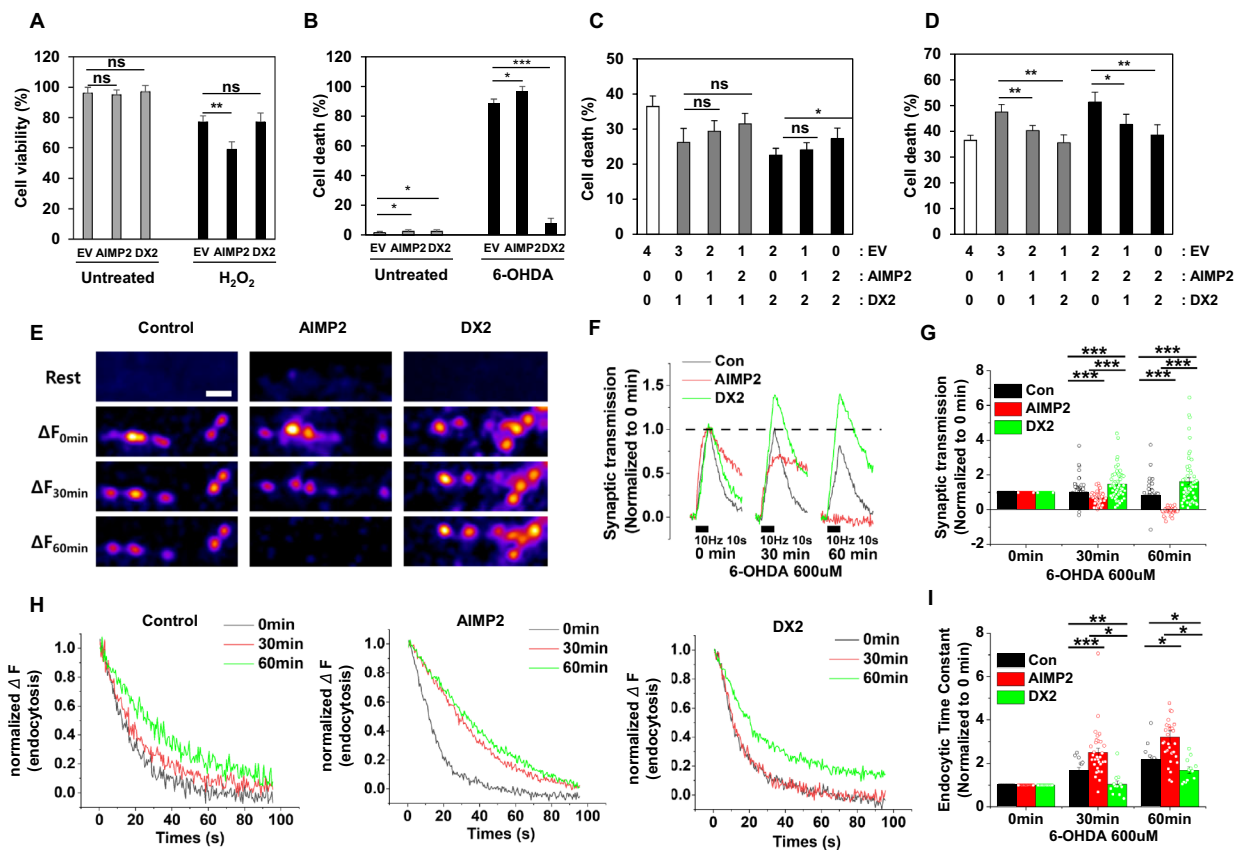 A
Cell viability (%)
120
100
80
60
40
20
0
ns
ns
ns
**
EV AIMP2 DX2
EV AIMP2 DX2
Untreated
H₂O₂
B
Cell death (%)
120
100
80
60
40
20
0
*
*
***
*
EV AIMP2 DX2
EV AIMP2 DX2
Untreated
6-OHDA
C
Cell death (%)
50
40
30
20
10
0
ns
ns
*
ns
4 3 2 1 2 1 0 : EV
0 0 1 2 0 1 2 : AIMP2
0 1 1 1 2 2 2 : DX2
D
Cell death (%)
70
60
50
40
30
20
10
0
**
**
**
*
4 3 2 1 2 1 0 : EV
0 1 1 1 2 2 2 : AIMP2
0 0 1 2 0 1 2 : DX2
E
Control AIMP2 DX2
Rest
ΔF0min
ΔF30min
ΔF60min
F
Synaptic transmission
(Normalized to 0 min)
Con
AIMP2
DX2
1.5
1.0
0.5
0.0
10Hz 10s 10Hz 10s 10Hz 10s
0 min 30 min 60 min
6-OHDA 600uM
G
Synaptic transmission
(Normalized to 0 min)
Con
AIMP2
DX2
8
6
4
2
0
-2
*** ***
*** ***
*** ***
0min 30min 60min
6-OHDA 600uM
H
Control
normalized Δ F
(endocytosis)
0min
30min
60min
1.0
0.8
0.6
0.4
0.2
0.0
0 20 40 60 80 100
Times (s)
AIMP2
normalized Δ F
(endocytosis)
0min
30min
60min
1.0
0.8
0.6
0.4
0.2
0.0
0 20 40 60 80 100
Times (s)
DX2
normalized Δ F
(endocytosis)
0min
30min
60min
1.0
0.8
0.6
0.4
0.2
0.0
0 20 40 60 80 100
Times (s)
I
Endocytic Time Constant
(Normalized to 0 min)
Con
AIMP2
DX2
8
6
4
2
0
** *
* *
*** *
0min 30min 60min
6-OHDA 600uM